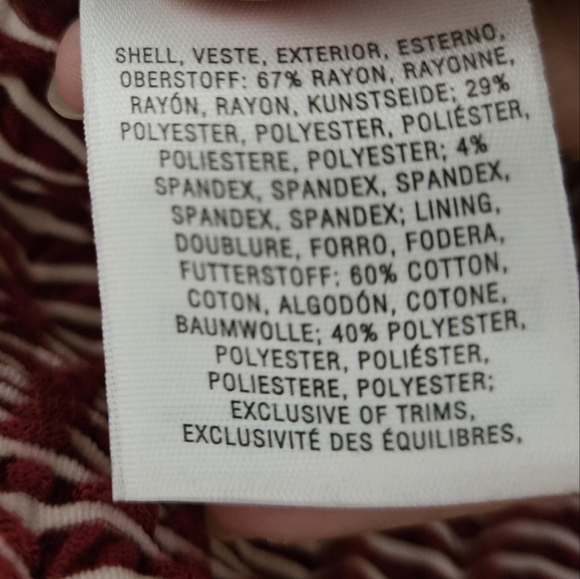 SHELL, VESTE, EXTERIOR, ESTERNO,
OBERSTOFF: 67% RAYON, RAYONNE,
RAYÓN, RAYON, KUNSTSEIDE; 29%
POLYESTER, POLYESTER, POLIÉSTER,
POLIESTERE, POLYESTER; 4%
SPANDEX, SPANDEX, SPANDEX,
SPANDEX, SPANDEX; LINING,
DOUBLURE, FORRO, FODERA,
FUTTERSTOFF: 60% COTTON,
COTON, ALGODÓN, COTONE,
BAUMWOLLE; 40% POLYESTER,
POLYESTER, POLIÉSTER,
POLIESTERE, POLYESTER;
EXCLUSIVE OF TRIMS,
EXCLUSIVITÉ DES ÉQUILIBRES,